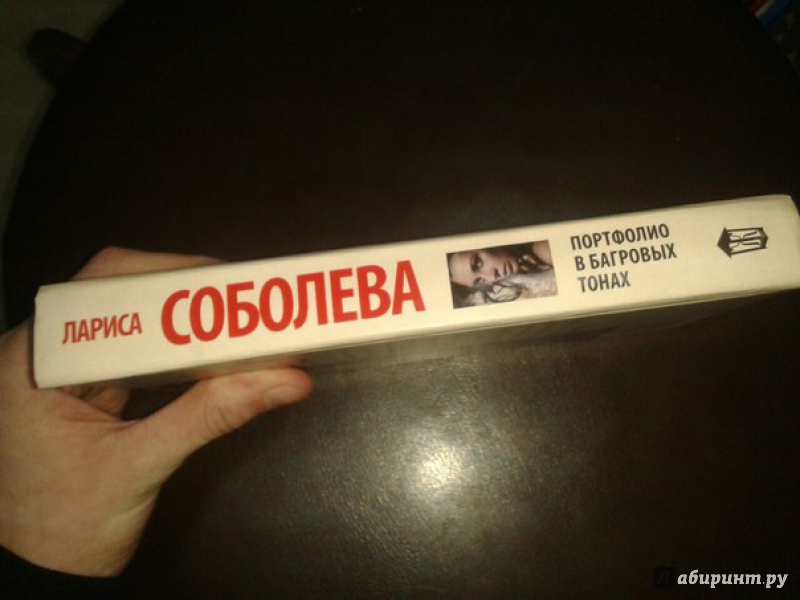 ЛАРИСА
СОБОЛЕВА
ПОРТФОЛИО
В БАГРОВЫХ
ТОНАХ
Лабиринт.ру